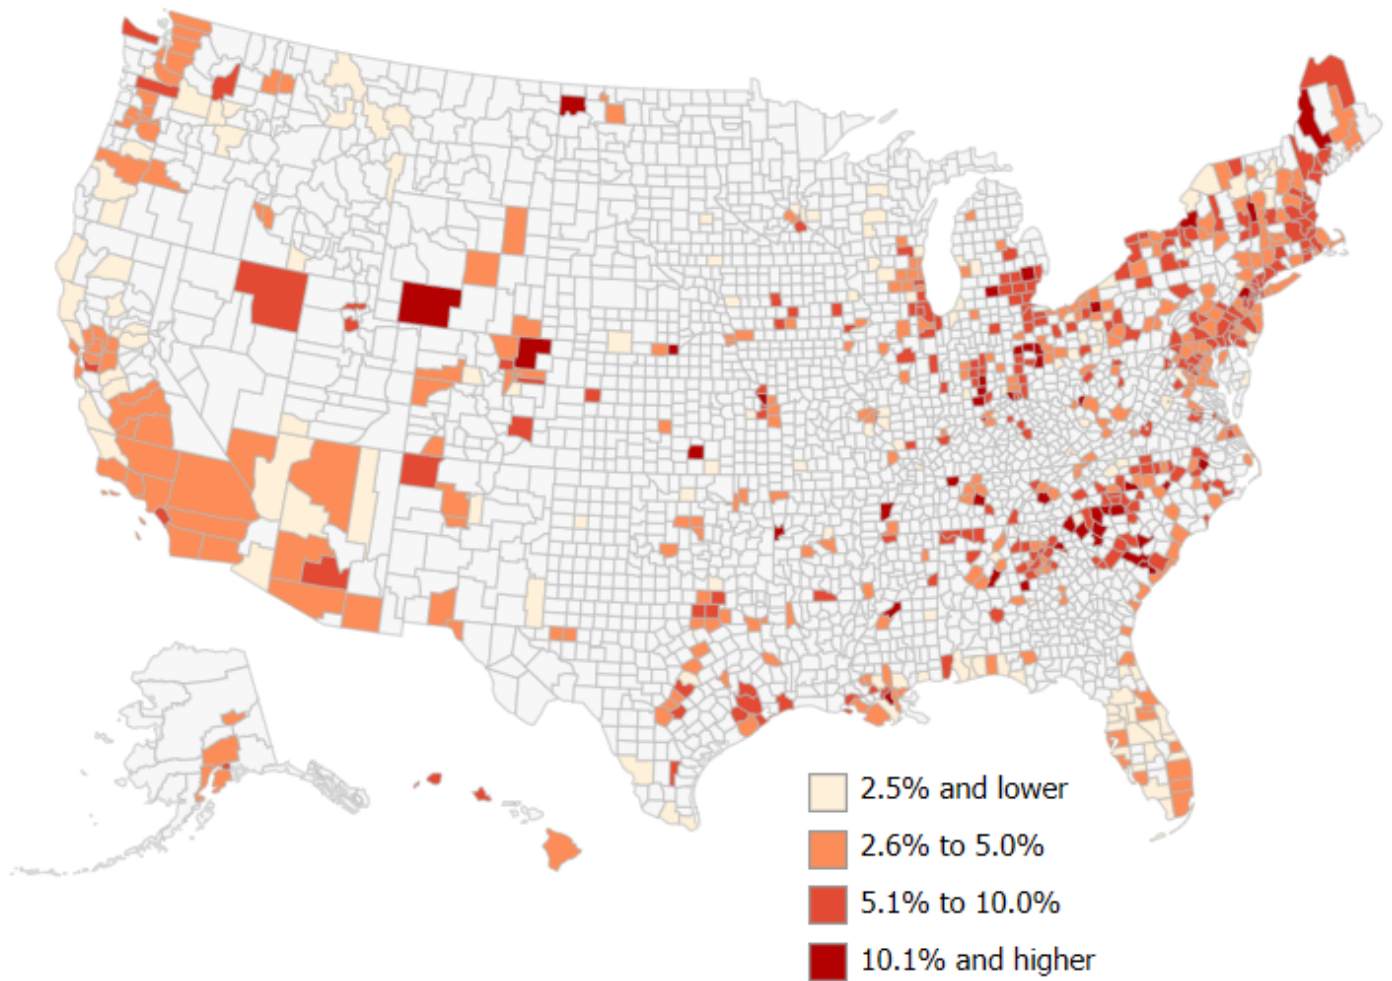 2.5% and lower
2.6% to 5.0%
5.1% to 10.0%
10.1% and higher